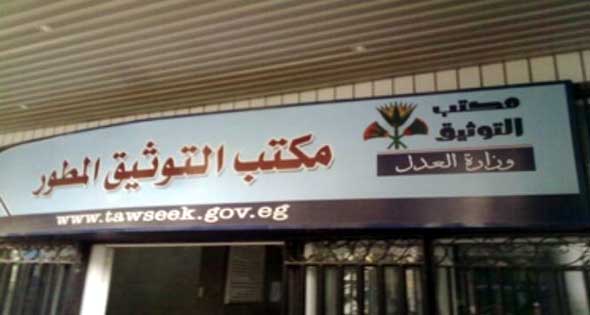 مكتب
التوثيق
وزارة العدل
مكتب التوثيق المطور
www.tawseek.gov.eg